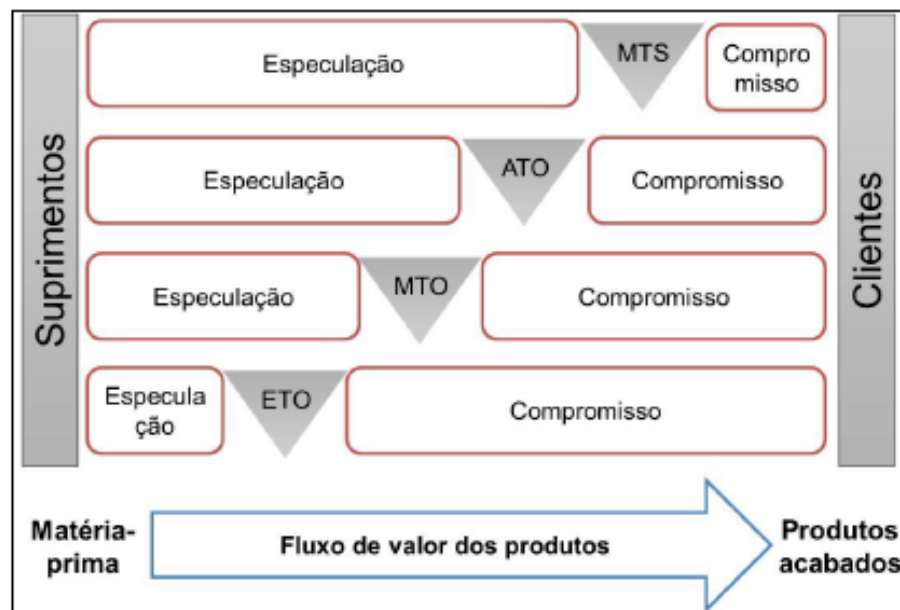 Suprimentos
Especulação
MTS
Compro
misso
Especulação
ATO
Compromisso
Especulação
MTO
Compromisso
Especula
ção
ETO
Compromisso
Clientes
Matéria-
prima
Fluxo de valor dos produtos
Produtos
acabados